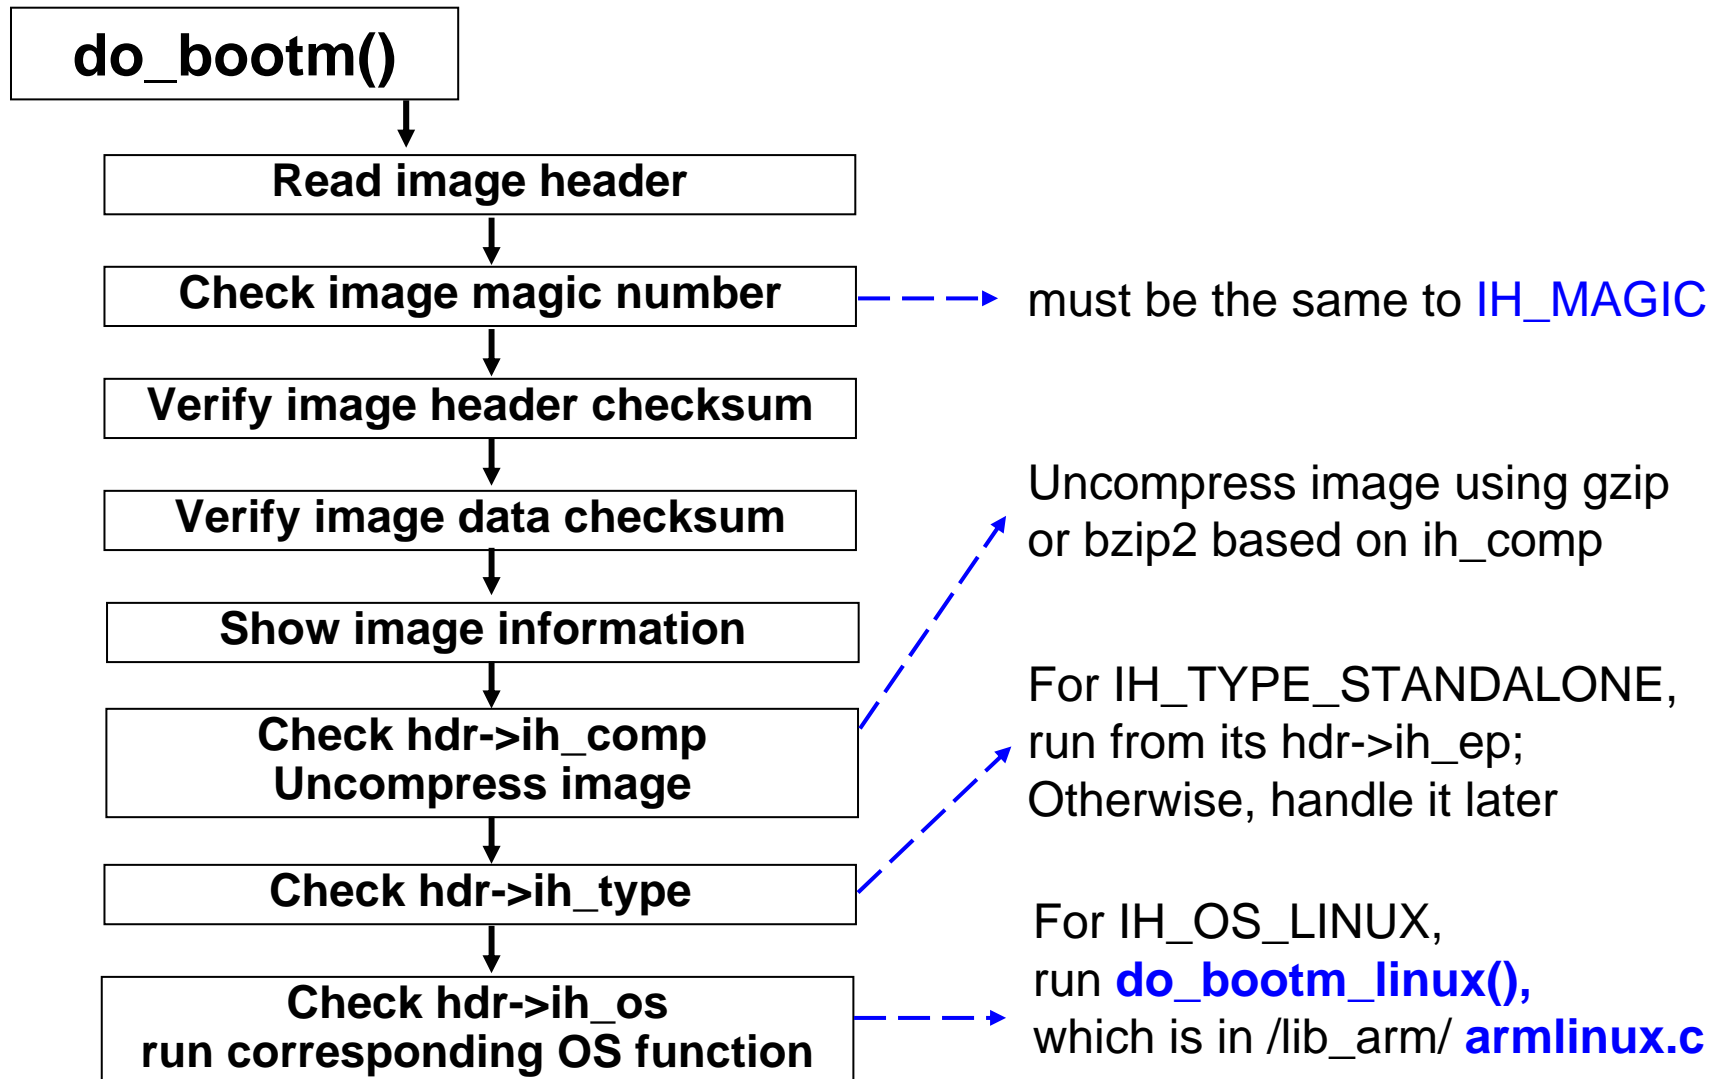 do_bootm()
Read image header
Check image magic number
must be the same to IH_MAGIC
Verify image header checksum
Verify image data checksum
Uncompress image using gzip
or bzip2 based on ih_comp
Show image information
Check hdr->ih_comp
Uncompress image
For IH_TYPE_STANDALONE,
run from its hdr->ih_ep;
Otherwise, handle it later
Check hdr->ih_type
Check hdr->ih_os
run corresponding OS function
For IH_OS_LINUX,
run do_bootm_linux(),
which is in /lib_arm/ armlinux.c